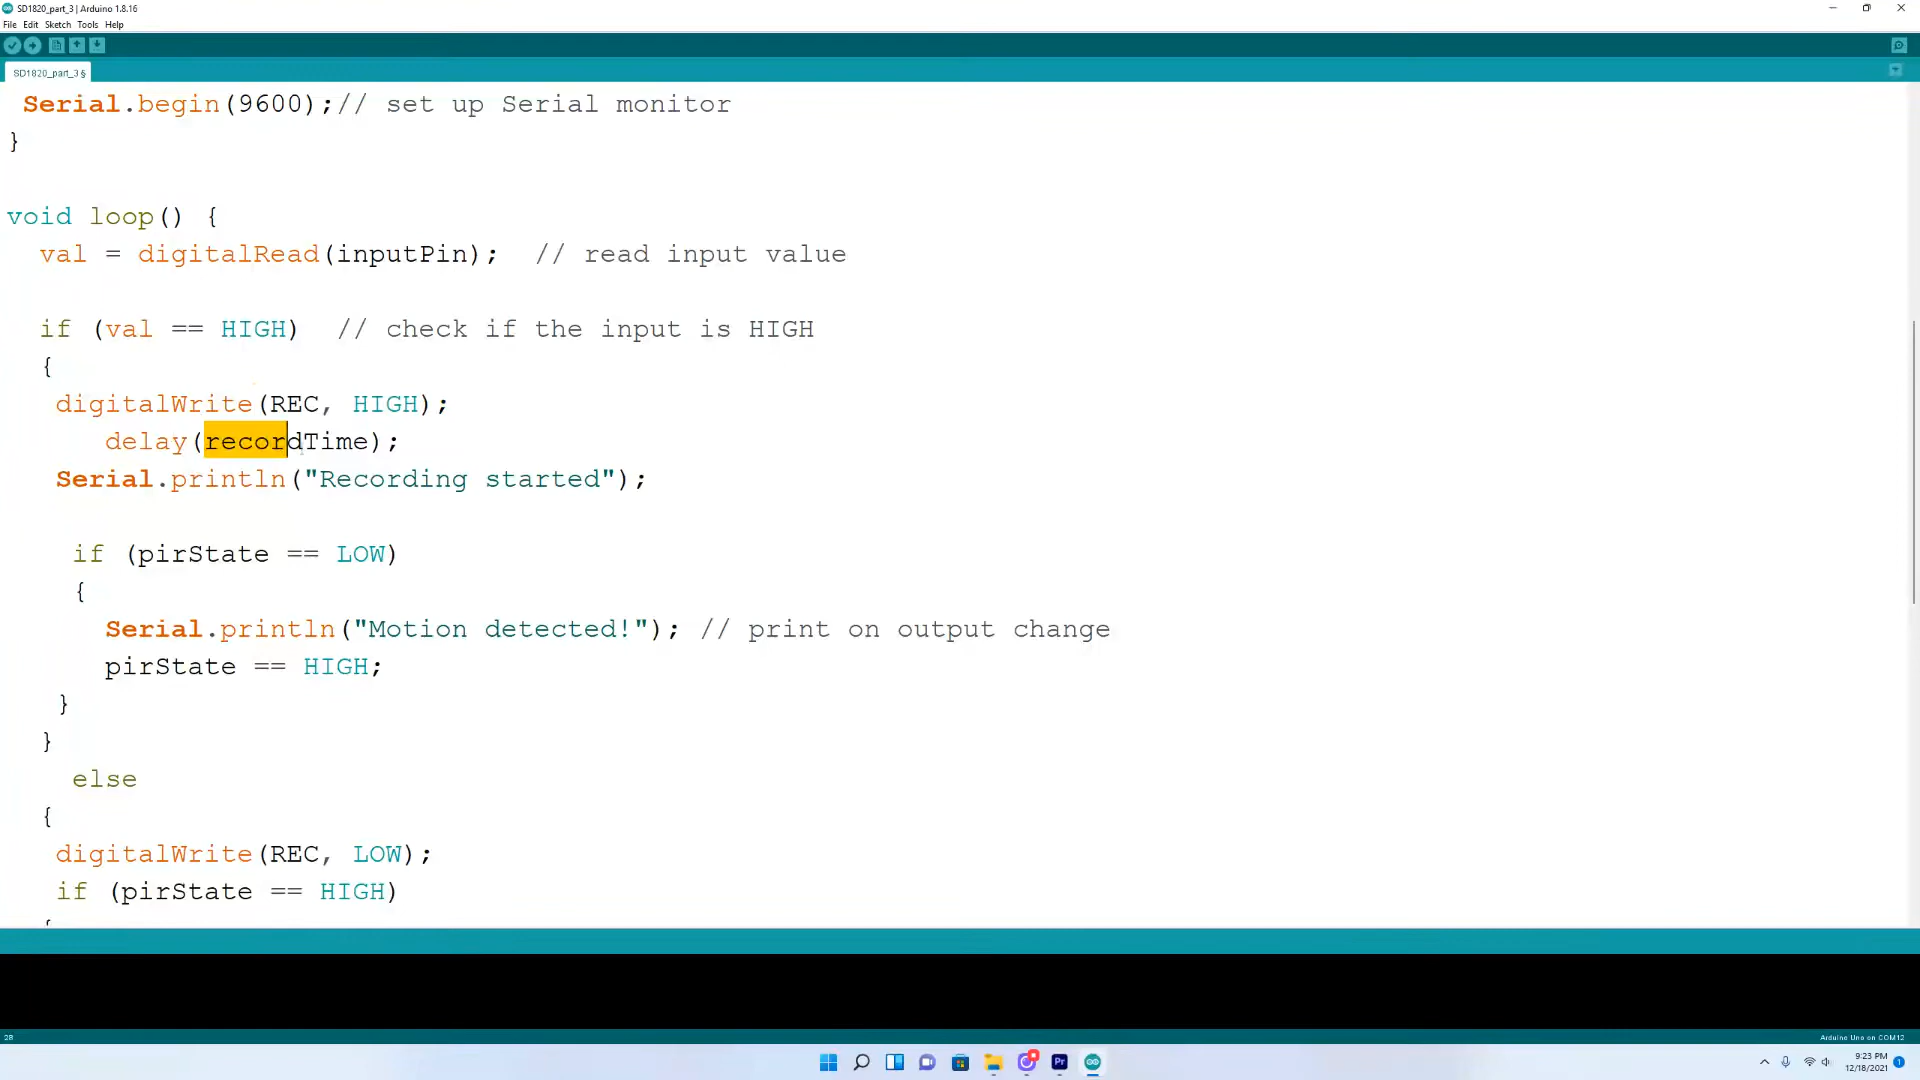 SD1820_part_3 | Arduino 1.8.16
File Edit Sketch Tools Help
SD1820_part_3 §
Serial.begin(9600);// set up Serial monitor
}
void loop() {
val = digitalRead(inputPin);  // read input value
if (val == HIGH)  // check if the input is HIGH
{
digitalWrite(REC, HIGH);
delay(recordTime);
Serial.println("Recording started");
if (pirState == LOW)
{
Serial.println("Motion detected!"); // print on output change
pirState == HIGH;
}
}
else
{
digitalWrite(REC, LOW);
if (pirState == HIGH)
{
28
Arduino Uno on COM12
Pr
9:23 PM
12/18/2021
1